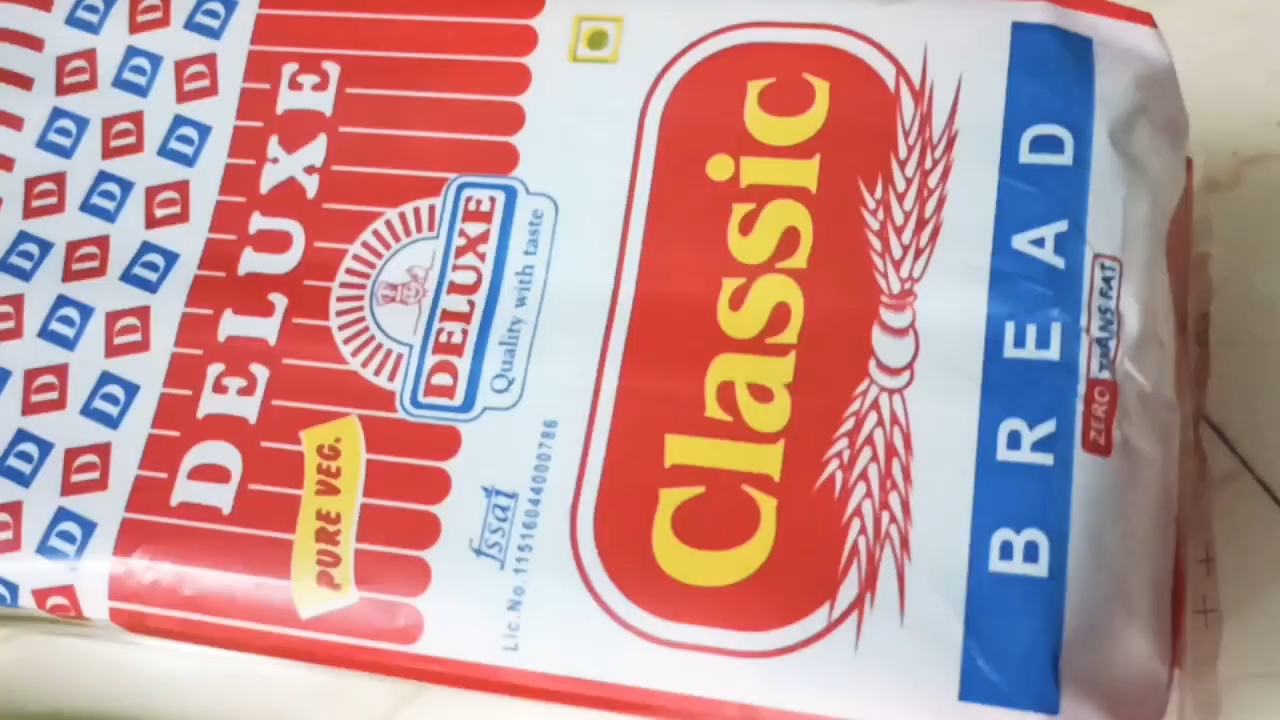 DELUXE
DELUXE
Quality with taste
PURE VEG.
fssai
Lic.No.11516044000786
Classic
BREAD
ZERO TRANS FAT